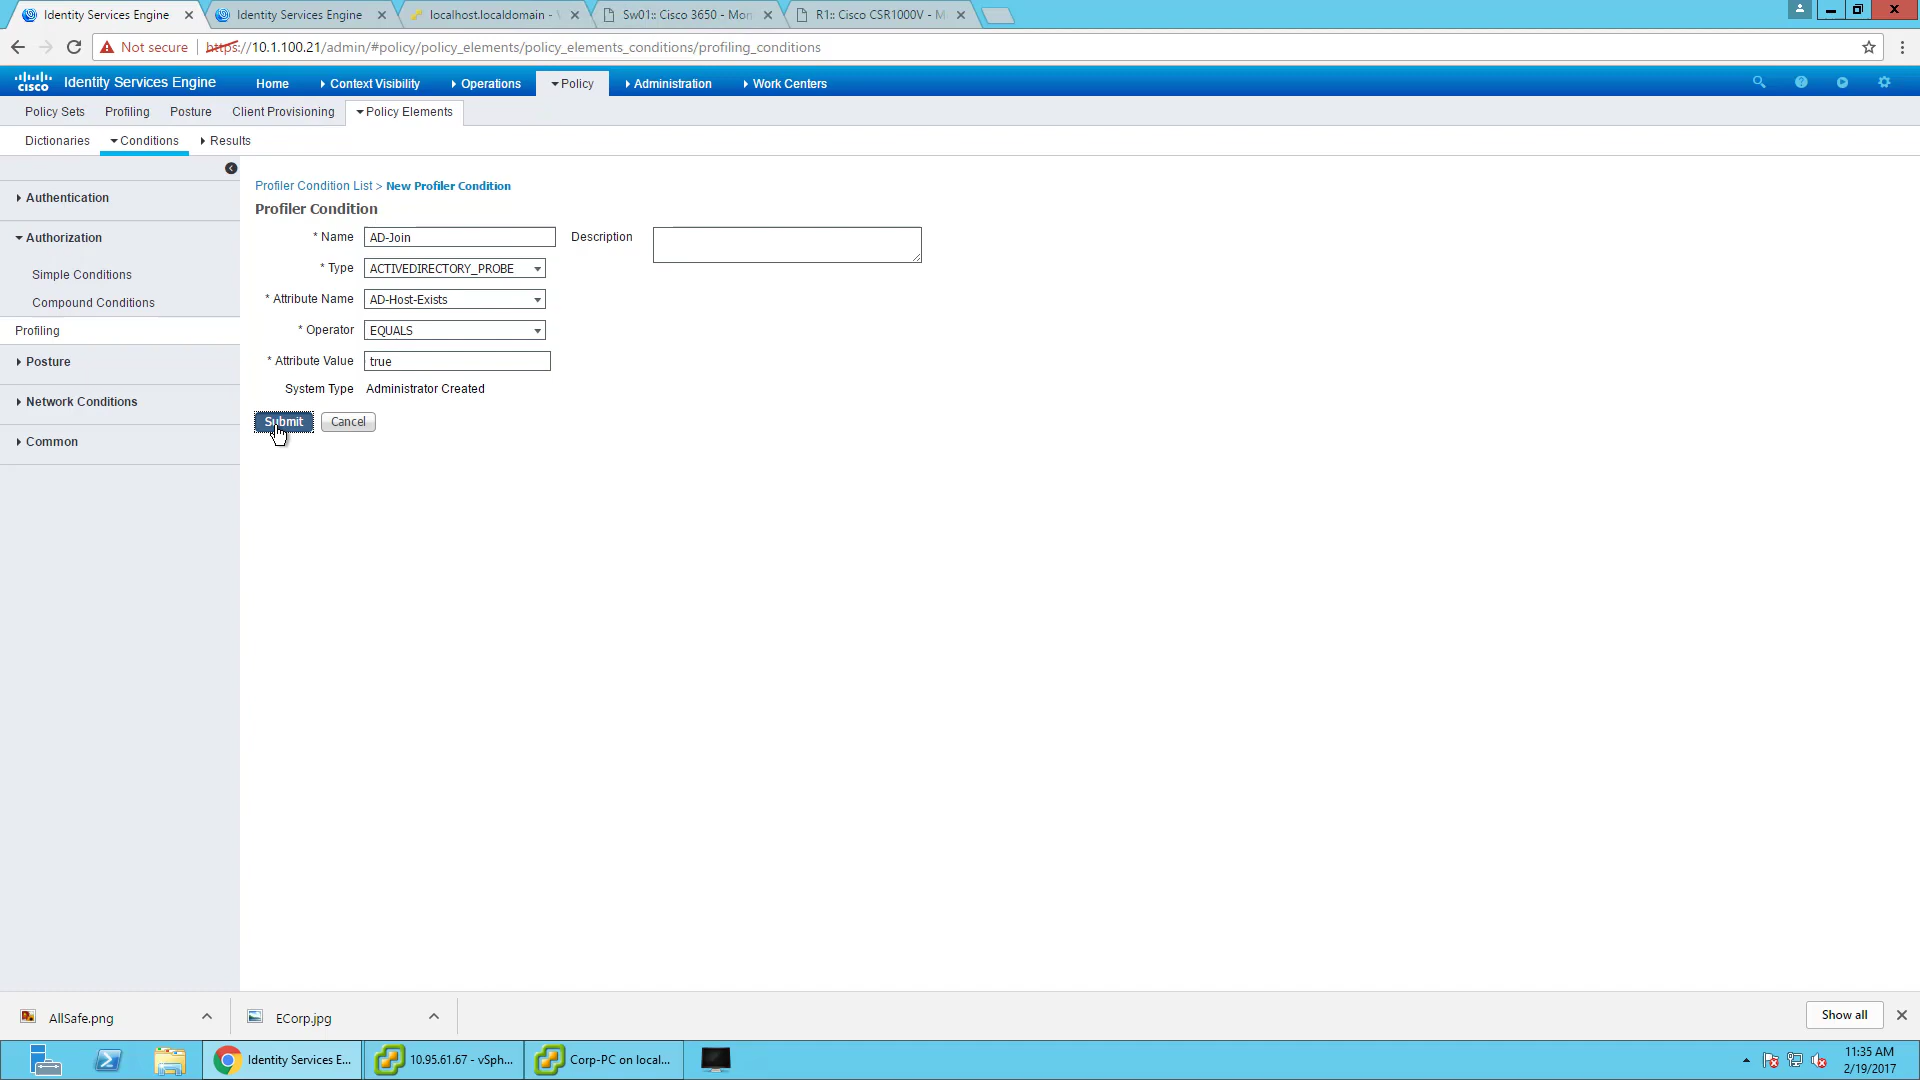 Identity Services Engine
Identity Services Engine
localhost.localdomain -
Sw01:: Cisco 3650 - Mon
R1:: Cisco CSR1000V - M
Not secure
https://10.1.100.21/admin/#policy/policy_elements/policy_elements_conditions/profiling_conditions
CISCO
Identity Services Engine
Home
Context Visibility
Operations
Policy
Administration
Work Centers
Policy Sets
Profiling
Posture
Client Provisioning
Policy Elements
Dictionaries
Conditions
Results
Authentication
Authorization
Simple Conditions
Compound Conditions
Profiling
Posture
Network Conditions
Common
Profiler Condition List > New Profiler Condition
Profiler Condition
* Name AD-Join
Description
* Type ACTIVEDIRECTORY_PROBE
* Attribute Name AD-Host-Exists
* Operator EQUALS
* Attribute Value true
System Type Administrator Created
Submit
Cancel
AllSafe.png
ECorp.jpg
Show all
Identity Services E...
10.95.61.67 - vSph...
Corp-PC on local...
11:35 AM
2/19/2017